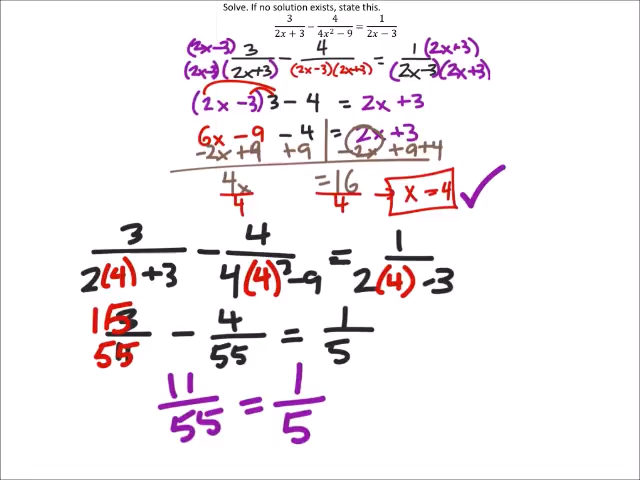 Solve. If no solution exists, state this.
3/(2x + 3) − 4/(4x² − 9) = 1/(2x − 3)
(2x−3)/(2x−3) 3/(2x+3) − 4/((2x−3)(2x+3)) = 1/(2x−3) (2x+3)/(2x+3)
(2x −3)3 − 4 = 2x +3
6x −9 −4 = 2x +3
−2x +9 +9 −2x +9+4
4x = 16
4 4 → x = 4 ✓
3/(2(4)+3) − 4/(4(4)²−9) = 1/(2(4)−3)
15/55 − 4/55 = 1/5
11/55 = 1/5